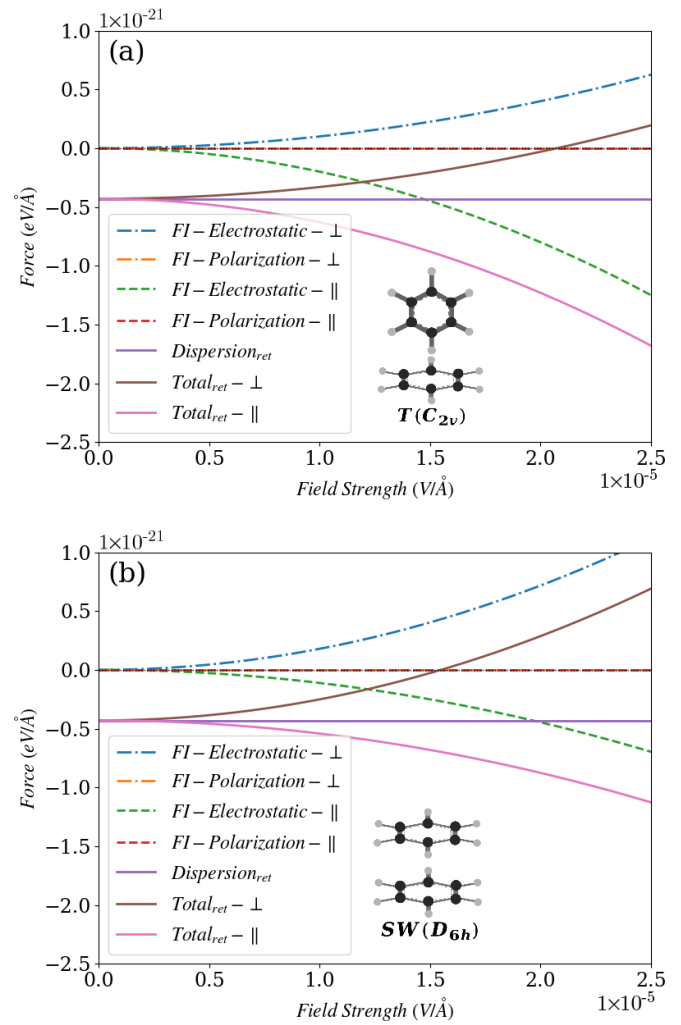 1×10⁻²¹
(a)
1.0
0.5
0.0
−0.5
−1.0
−1.5
−2.0
−2.5
Force (eV/Å)
FI−Electrostatic−⊥
FI−Polarization−⊥
FI−Electrostatic−∥
FI−Polarization−∥
Dispersion_ret
Total_ret−⊥
Total_ret−∥
T(C_2v)
0.0 0.5 1.0 1.5 2.0 2.5
Field Strength (V/Å)
1×10⁻⁵
1×10⁻²¹
(b)
1.0
0.5
0.0
−0.5
−1.0
−1.5
−2.0
−2.5
Force (eV/Å)
FI−Electrostatic−⊥
FI−Polarization−⊥
FI−Electrostatic−∥
FI−Polarization−∥
Dispersion_ret
Total_ret−⊥
Total_ret−∥
SW(D_6h)
0.0 0.5 1.0 1.5 2.0 2.5
Field Strength (V/Å)
1×10⁻⁵